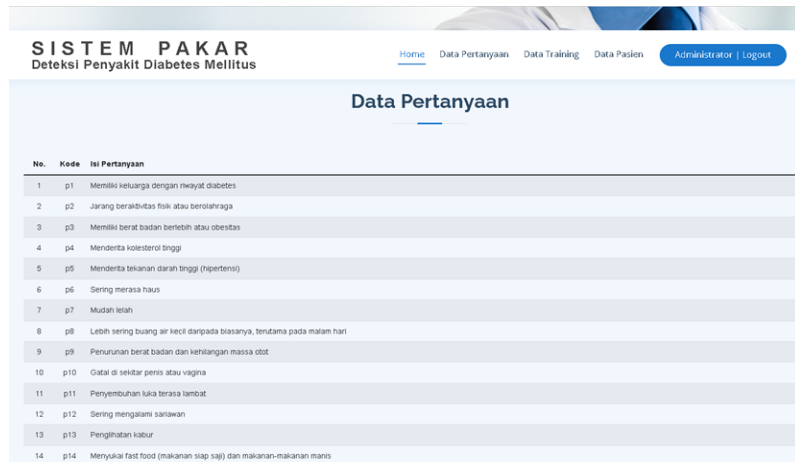 SISTEM PAKAR
Deteksi Penyakit Diabetes Mellitus
Home Data Pertanyaan Data Training Data Pasien Administrator | Logout
Data Pertanyaan
No. Kode Isi Pertanyaan
1 p1 Memiliki keluarga dengan riwayat diabetes
2 p2 Jarang beraktivitas fisik atau berolahraga
3 p3 Memiliki berat badan berlebih atau obesitas
4 p4 Menderita kolesterol tinggi
5 p5 Menderita tekanan darah tinggi (hipertensi)
6 p6 Sering merasa haus
7 p7 Mudah lelah
8 p8 Lebih sering buang air kecil daripada biasanya, terutama pada malam hari
9 p9 Penurunan berat badan dan kehilangan massa otot
10 p10 Gatal di sekitar penis atau vagina
11 p11 Penyembuhan luka terasa lambat
12 p12 Sering mengalami sariawan
13 p13 Penglihatan kabur
14 p14 Menyukai fast food (makanan siap saji) dan makanan-makanan manis